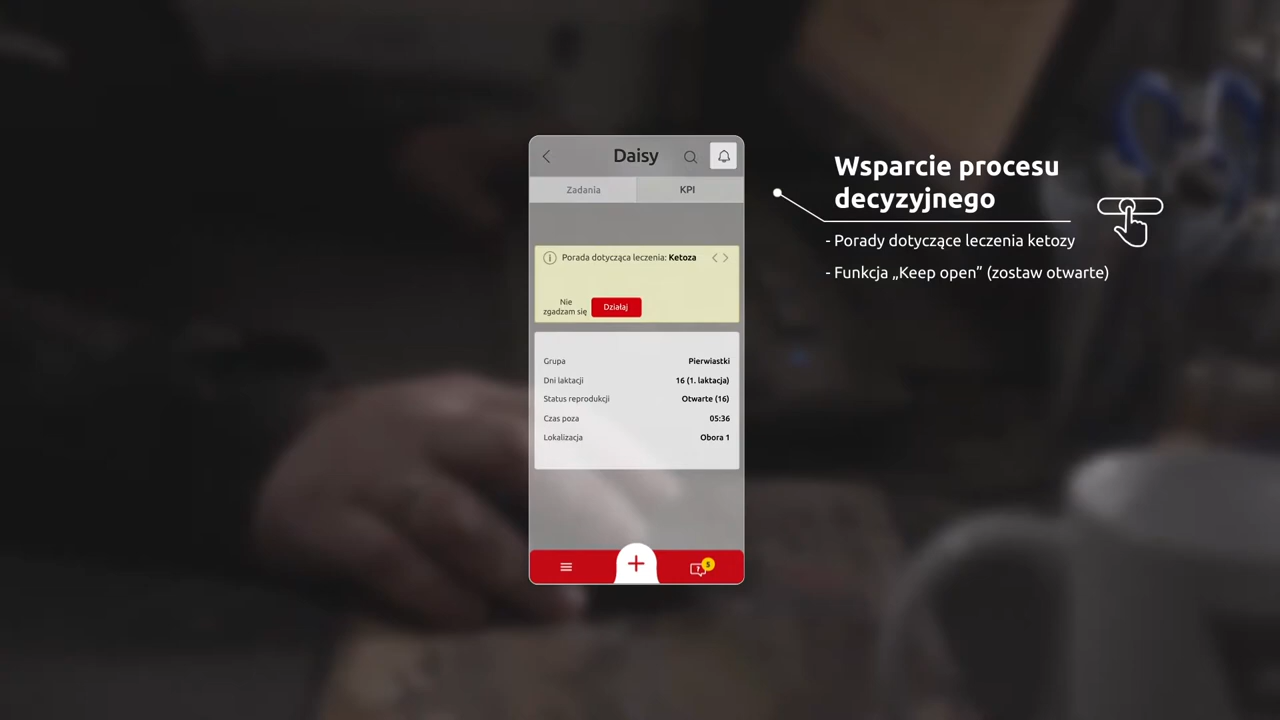 Daisy
Zadania
KPI
Porada dotycząca leczenia: Ketoza
Nie
zgadzam się
Działaj
Grupa
Pierwiastki
Dni laktacji
16 (1. laktacja)
Status reprodukcji
Otwarte (16)
Czas poza
05:36
Lokalizacja
Obora 1
5
Wsparcie procesu
decyzyjnego
- Porady dotyczące leczenia ketozy
- Funkcja „Keep open” (zostaw otwarte)